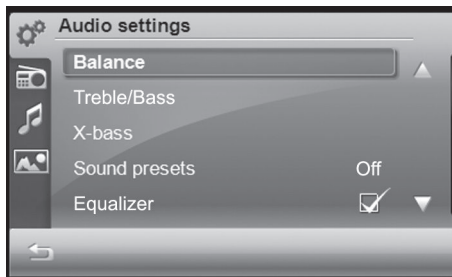 Audio settings
Balance
Treble/Bass
X-bass
Sound presets Off
Equalizer